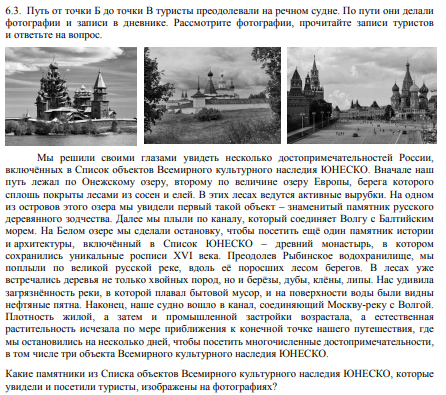 6.3. Путь от точки Б до точки В туристы преодолевали на речном судне. По пути они делали
фотографии и записи в дневнике. Рассмотрите фотографии, прочитайте записи туристов
и ответьте на вопрос.
Мы решили своими глазами увидеть несколько достопримечательностей России,
включённых в Список объектов Всемирного культурного наследия ЮНЕСКО. Вначале наш
путь лежал по Онежскому озеру, второму по величине озеру Европы, берега которого
сплошь покрыты лесами из сосен и елей. В этих лесах ведутся активные вырубки. На одном
из островов этого озера мы увидели первый такой объект – знаменитый памятник русского
деревянного зодчества. Далее мы плыли по каналу, который соединяет Волгу с Балтийским
морем. На Белом озере мы сделали остановку, чтобы посетить ещё один памятник истории
и архитектуры, включённый в Список ЮНЕСКО – древний монастырь, в котором
сохранились уникальные росписи XVI века. Преодолев Рыбинское водохранилище, мы
поплыли по великой русской реке, вдоль её поросших лесом берегов. В лесах уже
встречались деревья не только хвойных пород, но и берёзы, дубы, клёны, липы. Нас удивила
загрязнённость реки, в которой плавал бытовой мусор, и на поверхности воды были видны
нефтяные пятна. Наконец, наше судно вошло в канал, соединяющий Москву-реку с Волгой.
Плотность жилой, а затем и промышленной застройки возрастала, а естественная
растительность исчезала по мере приближения к конечной точке нашего путешествия, где
мы остановились на несколько дней, чтобы посетить многочисленные достопримечательности,
в том числе три объекта Всемирного культурного наследия ЮНЕСКО.
Какие памятники из Списка объектов Всемирного культурного наследия ЮНЕСКО, которые
увидели и посетили туристы, изображены на фотографиях?